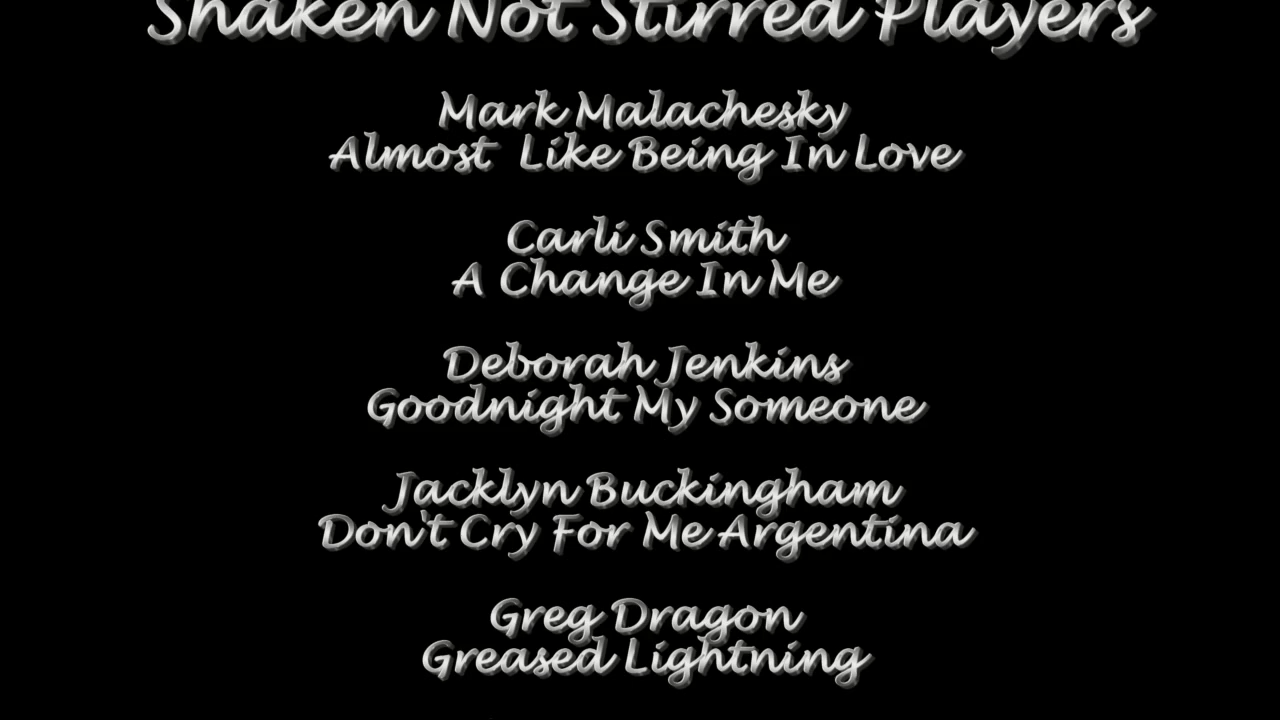 Shaken Not Stirred Players
Mark Malachesky
Almost Like Being In Love
Carli Smith
A Change In Me
Deborah Jenkins
Goodnight My Someone
Jacklyn Buckingham
Don't Cry For Me Argentina
Greg Dragon
Greased Lightning